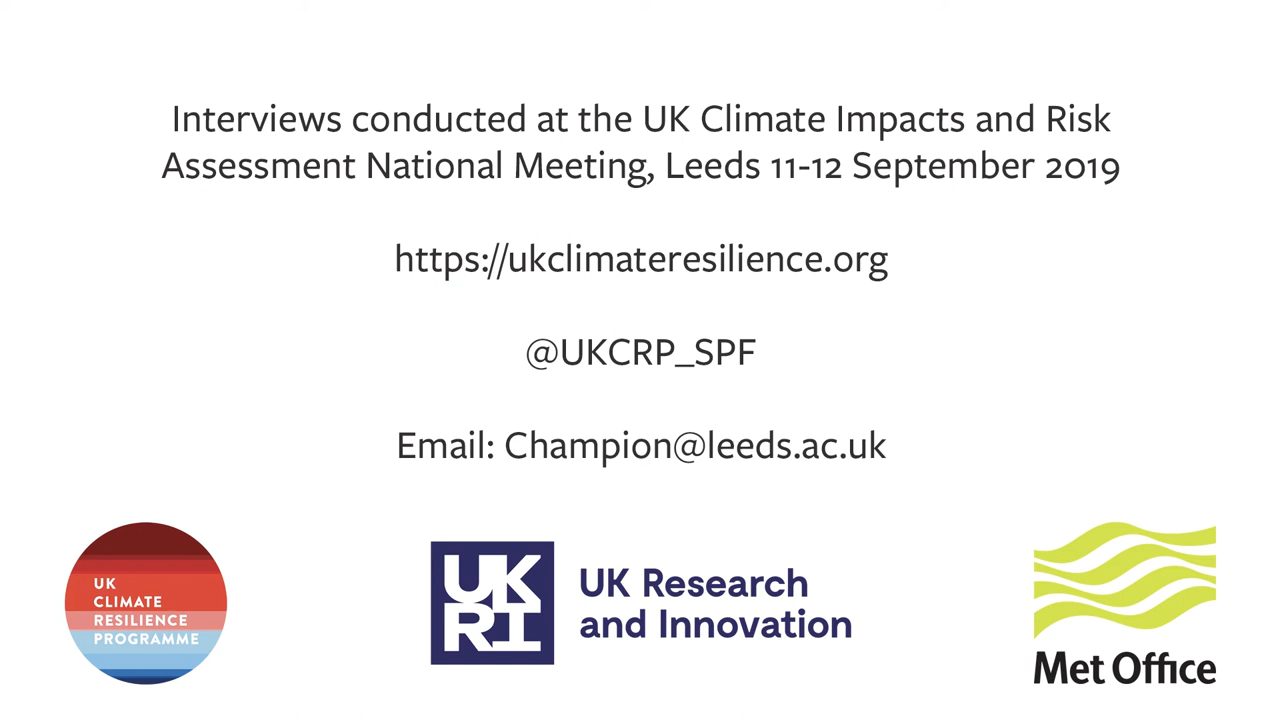 Interviews conducted at the UK Climate Impacts and Risk
Assessment National Meeting, Leeds 11-12 September 2019
https://ukclimateresilience.org
@UKCRP_SPF
Email: Champion@leeds.ac.uk
UK
CLIMATE
RESILIENCE
PROGRAMME
UK
RI
UK Research
and Innovation
Met Office